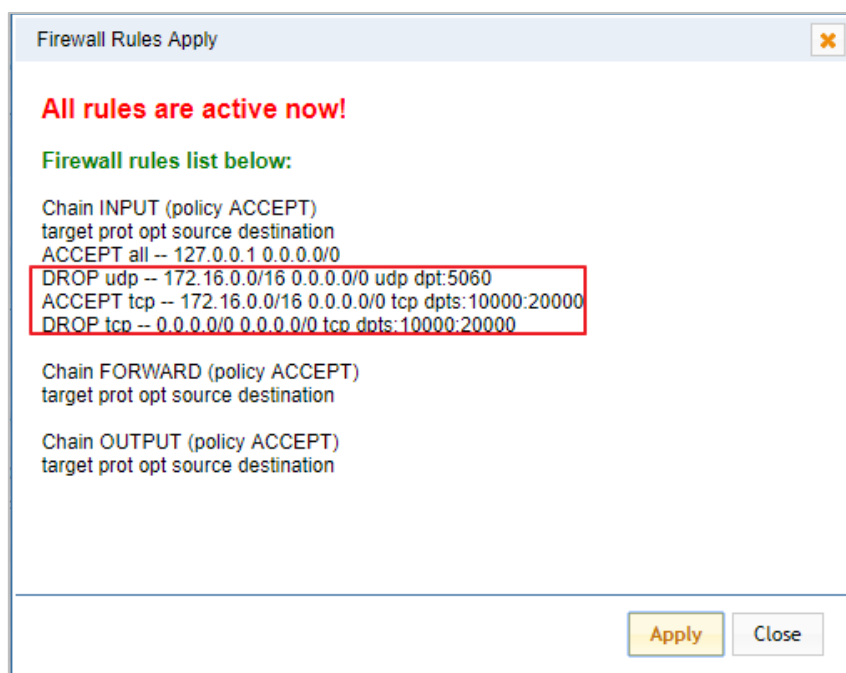 Firewall Rules Apply
All rules are active now!
Firewall rules list below:
Chain INPUT (policy ACCEPT)
target prot opt source destination
ACCEPT all -- 127.0.0.1 0.0.0.0/0
DROP udp -- 172.16.0.0/16 0.0.0.0/0 udp dpt:5060
ACCEPT tcp -- 172.16.0.0/16 0.0.0.0/0 tcp dpts:10000:20000
DROP tcp -- 0.0.0.0/0 0.0.0.0/0 tcp dpts:10000:20000
Chain FORWARD (policy ACCEPT)
target prot opt source destination
Chain OUTPUT (policy ACCEPT)
target prot opt source destination
Apply Close